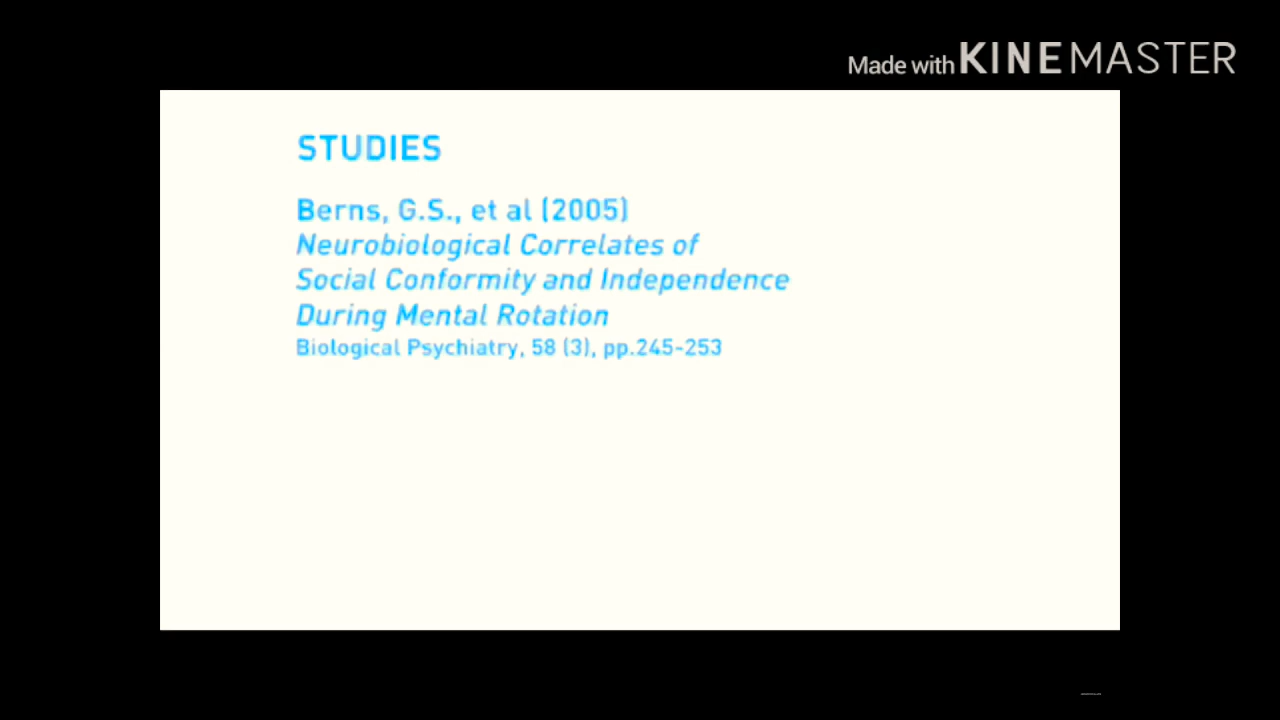 Made with KINEMASTER
STUDIES
Berns, G.S., et al (2005)
Neurobiological Correlates of
Social Conformity and Independence
During Mental Rotation
Biological Psychiatry, 58 (3), pp.245-253